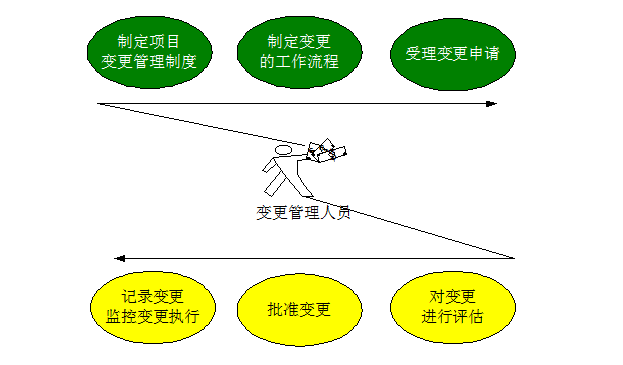 制定项目
变更管理制度
制定变更
的工作流程
受理变更申请
变更管理人员
记录变更
监控变更执行
批准变更
对变更
进行评估